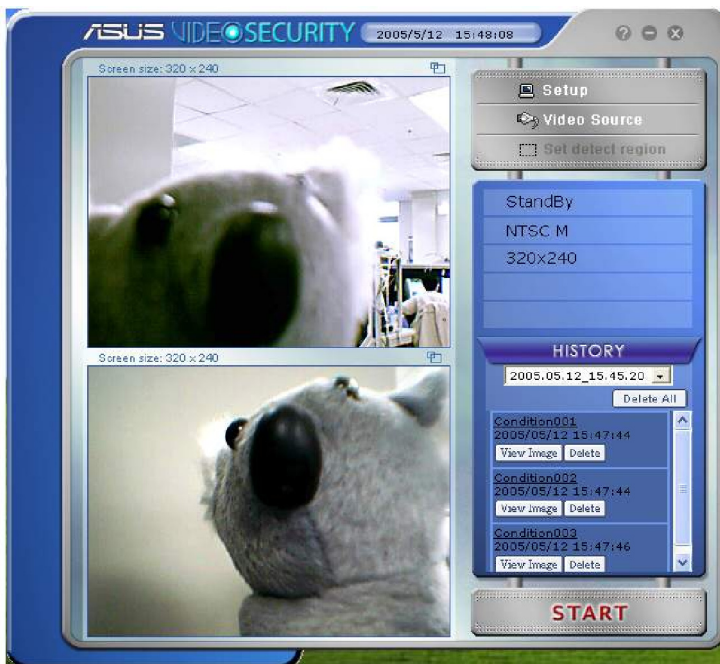 ASUS VIDEOSECURITY 2005/5/12 15:48:08
?
Screen size: 320 x 240
Setup
Video Source
Set detect region
StandBy
NTSC M
320x240
Screen size: 320 x 240
HISTORY
2005.05.12_15.45.20
Delete All
Condition001
2005/05/12 15:47:44
View Image Delete
Condition002
2005/05/12 15:47:44
View Image Delete
Condition003
2005/05/12 15:47:46
View Image Delete
START